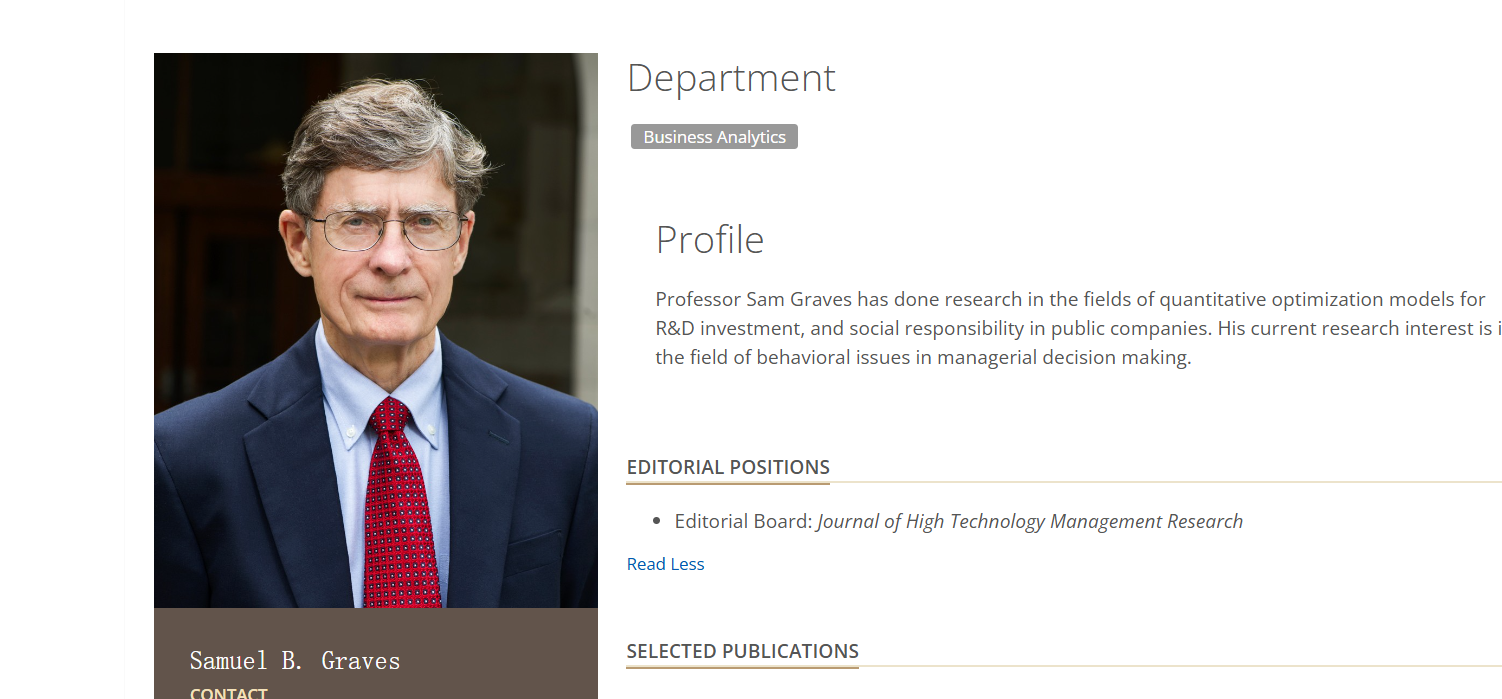 Department
Business Analytics
Profile
Professor Sam Graves has done research in the fields of quantitative optimization models for
R&D investment, and social responsibility in public companies. His current research interest is
the field of behavioral issues in managerial decision making.
EDITORIAL POSITIONS
Editorial Board: Journal of High Technology Management Research
Read Less
SELECTED PUBLICATIONS
Samuel B. Graves
CONTACT